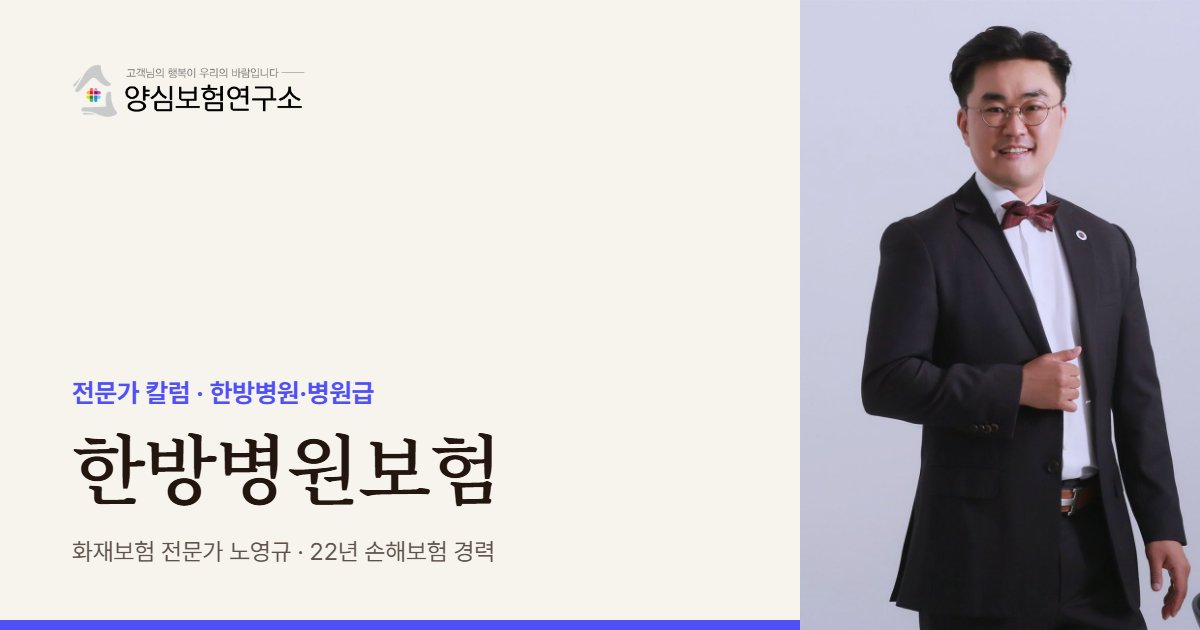 고객님의 행복이 우리의 바람입니다
양심보험연구소
전문가 칼럼 · 한방병원·병원급
한방병원보험
화재보험 전문가 노영규 · 22년 손해보험 경력